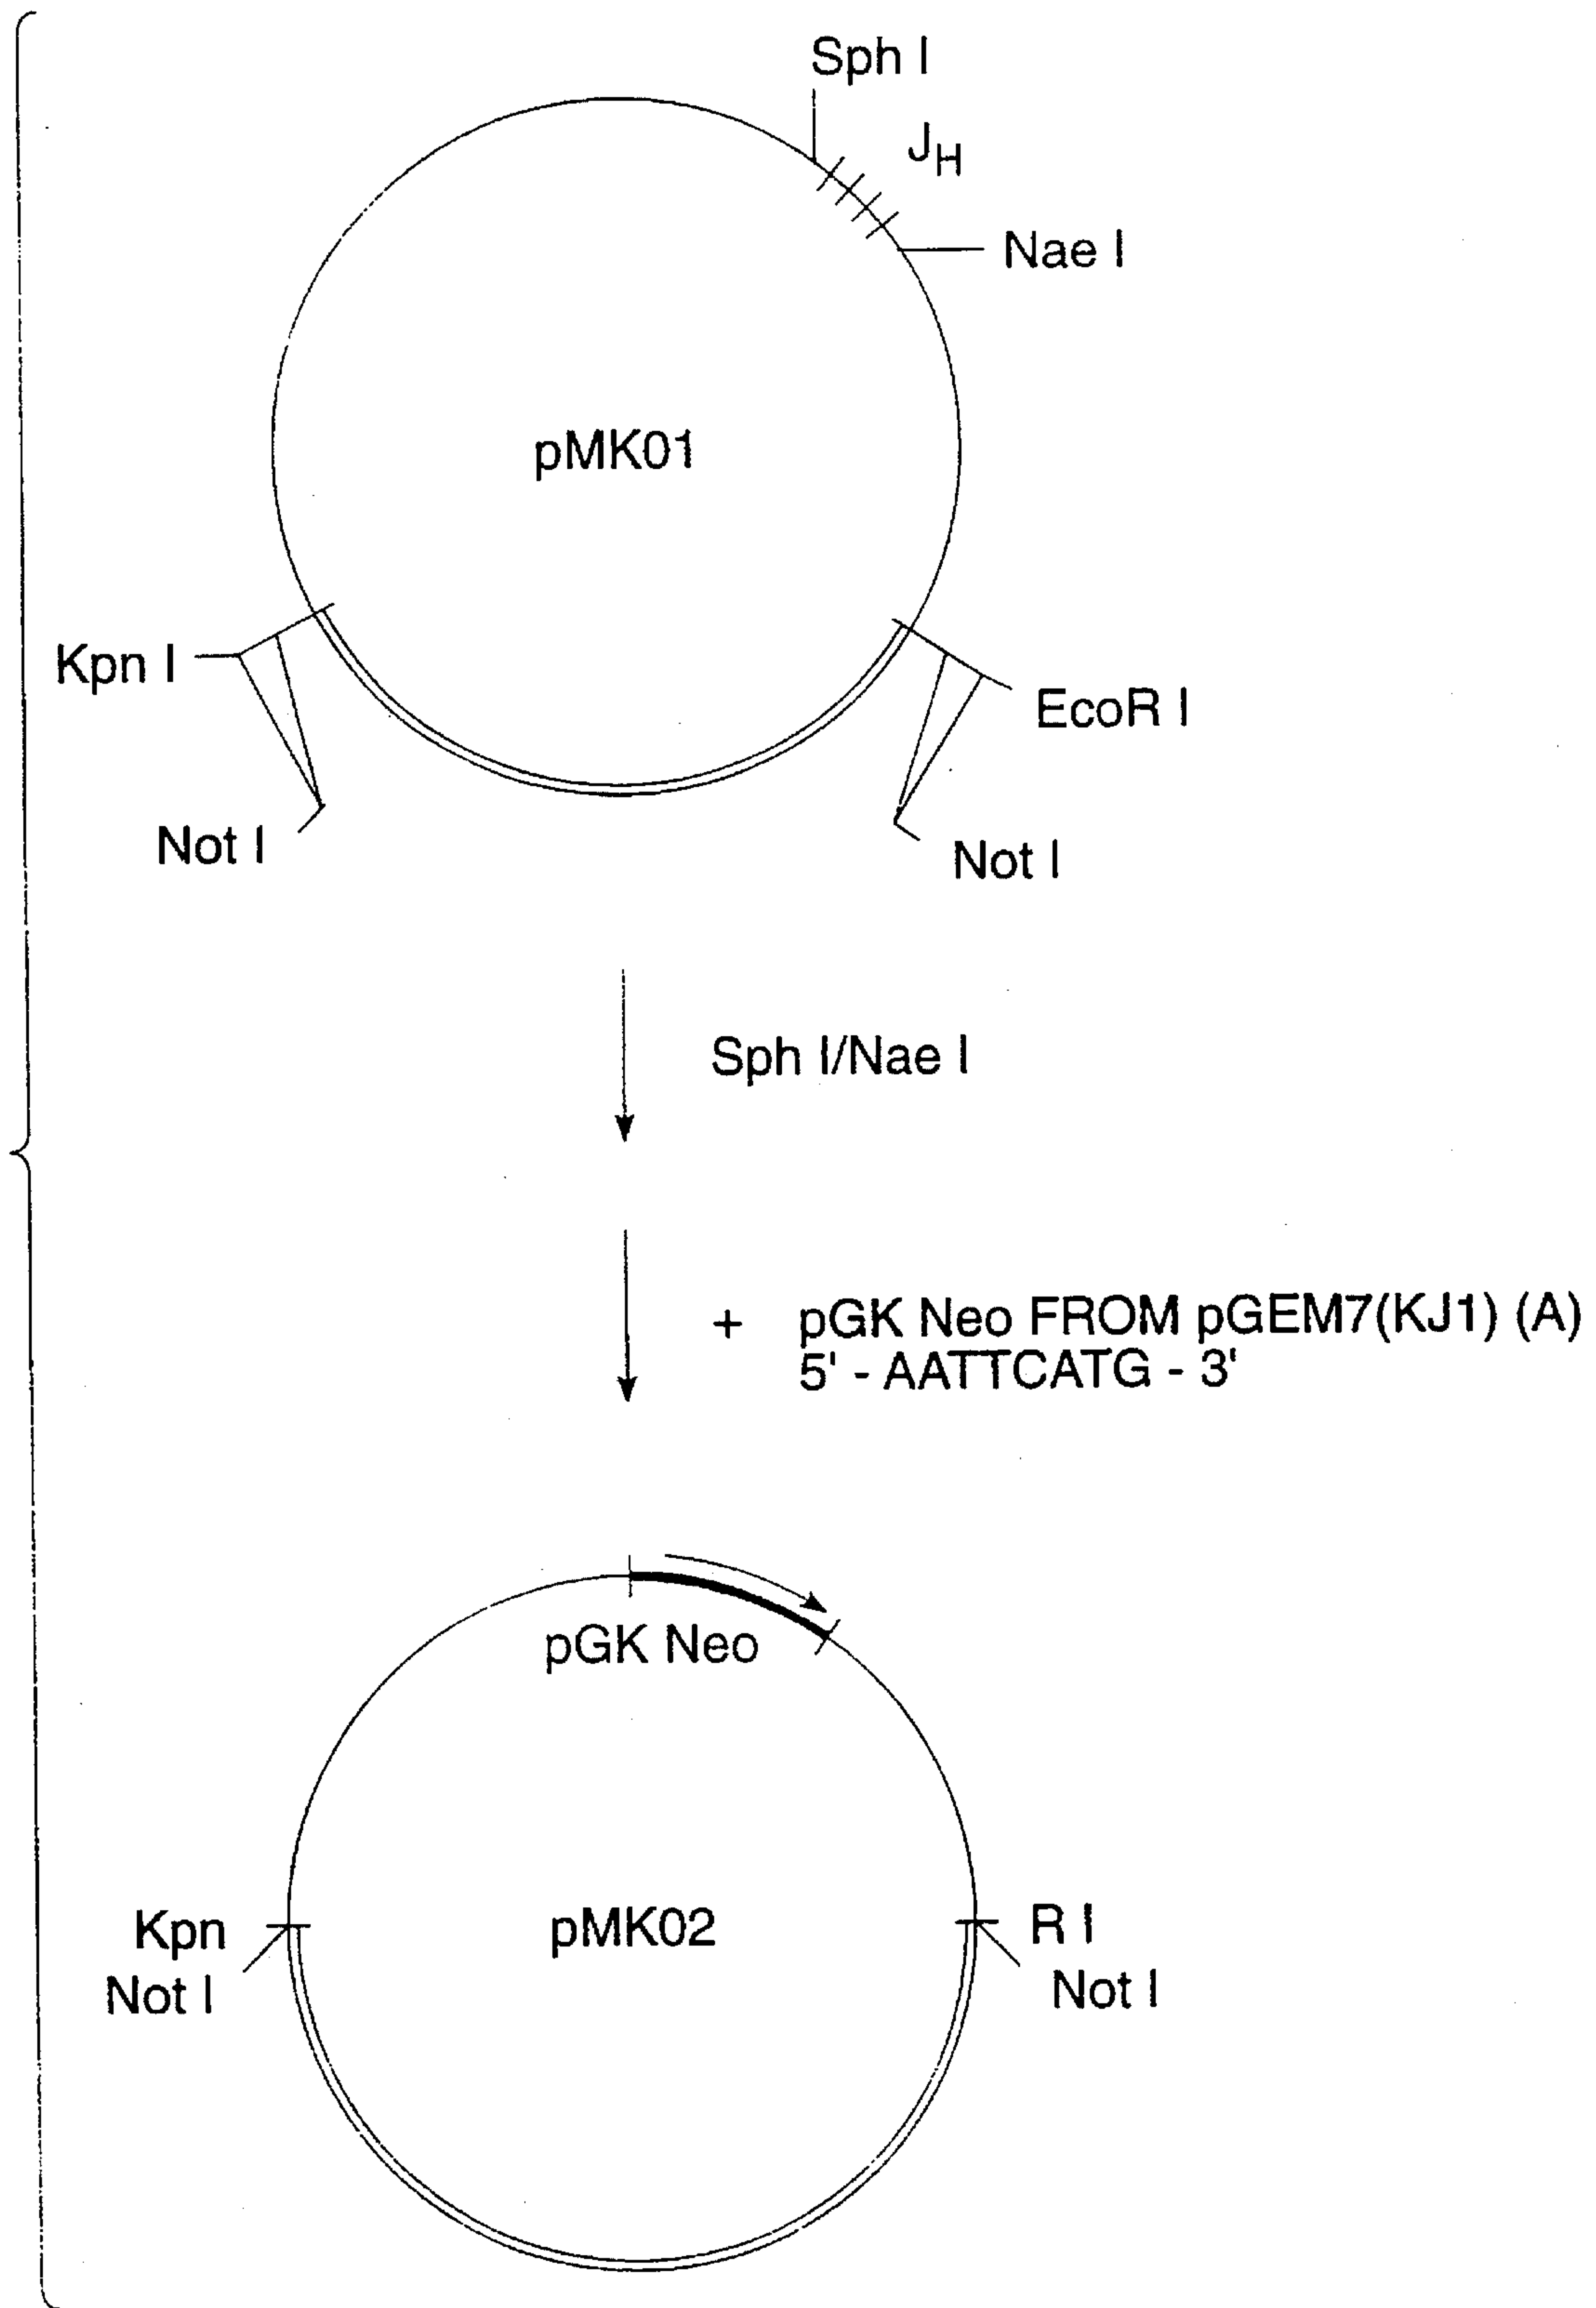 Sph I
JH
Nae I
pMK01
Kpn I
EcoR I
Not I
Not I
Sph I/Nae I
+ pGK Neo FROM pGEM7(KJ1) (A)
5' - AATTCATG - 3'
pGK Neo
Kpn
pMK02
R I
Not I
Not I